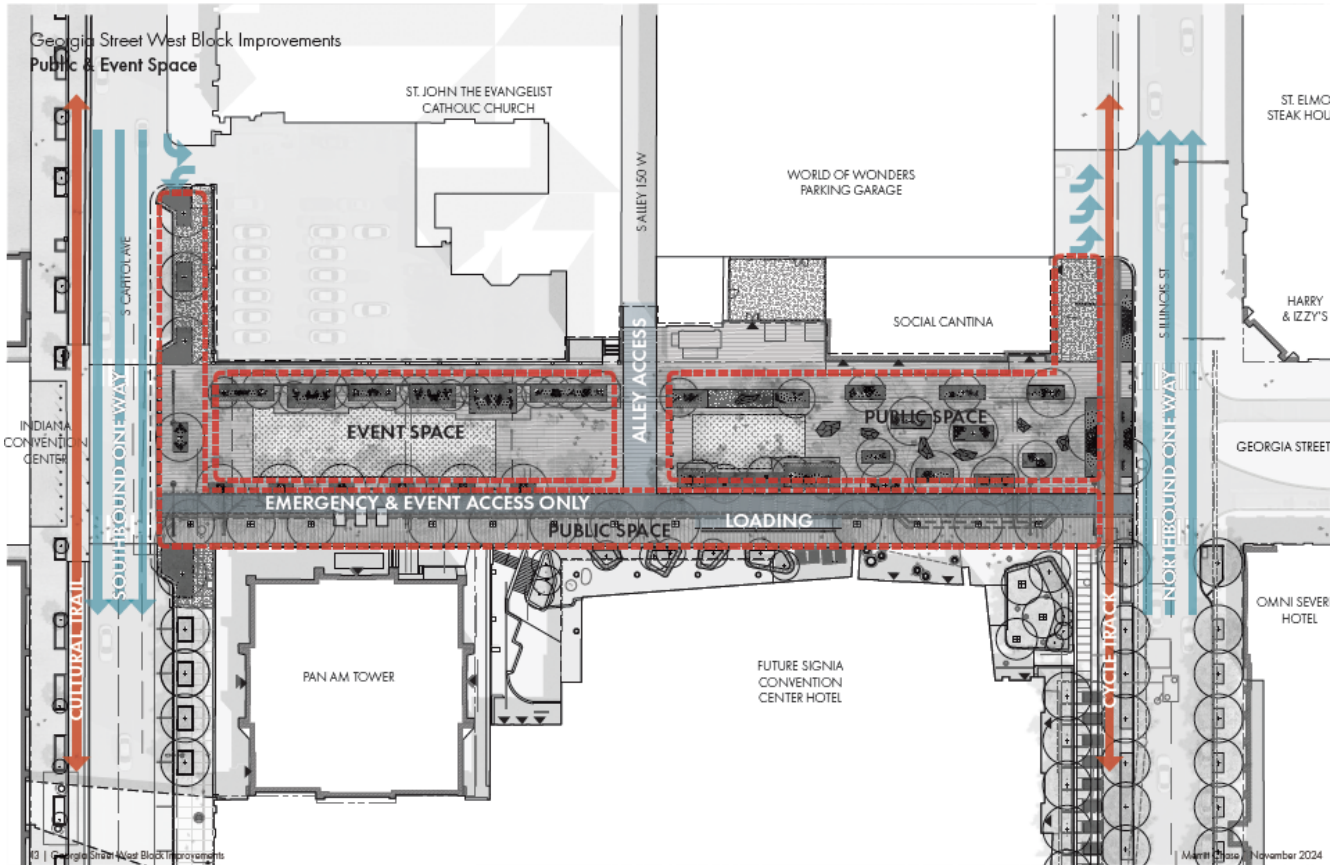 Georgia Street West Block Improvements
Public & Event Space
ST. JOHN THE EVANGELIST
CATHOLIC CHURCH
ST. ELMO
STEAK HOU
S ALLEY 150 W
WORLD OF WONDERS
PARKING GARAGE
S CAPITOL AVE
S ILLINOIS ST
HARRY
& IZZY'S
SOCIAL CANTINA
ALLEY ACCESS
SOUTHBOUND ONE WAY
NORTHBOUND ONE WAY
INDIANA
CONVENTION
CENTER
EVENT SPACE
PUBLIC SPACE
GEORGIA STREET
EMERGENCY & EVENT ACCESS ONLY
LOADING
PUBLIC SPACE
CULTURAL TRAIL
CYCLE TRACK
OMNI SEVER
HOTEL
PAN AM TOWER
FUTURE SIGNIA
CONVENTION
CENTER HOTEL
13 | Georgia Street West Block Improvements
| Merritt Chase | November 2024